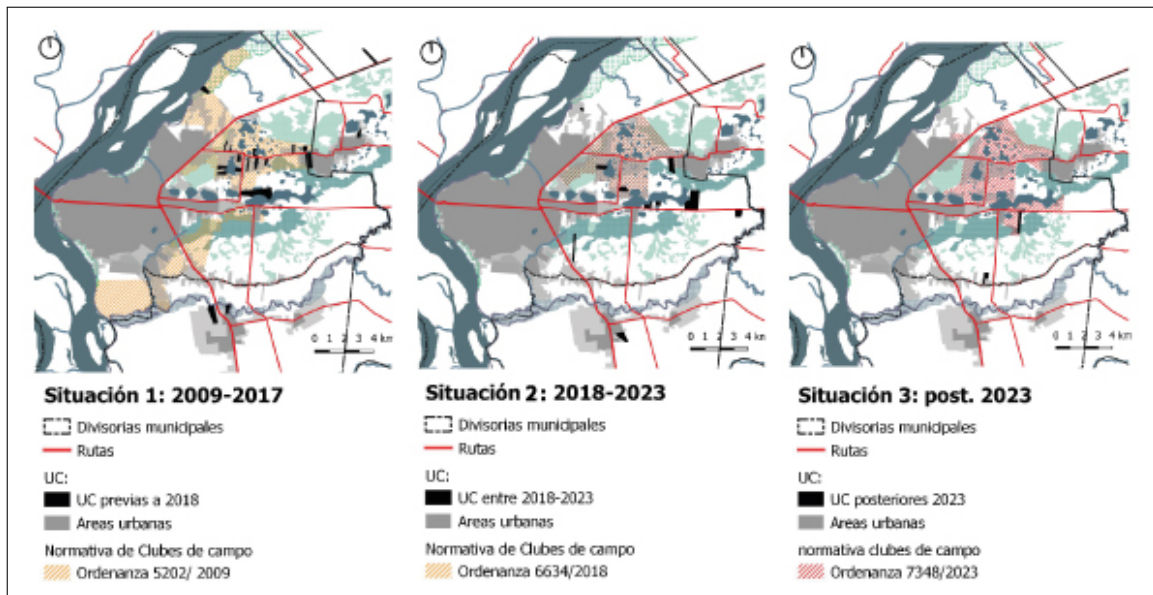 0 1 2 3 4 km
0 1 2 3 4 km
0 1 2 3 4 km
Situación 1: 2009-2017
Divisorias municipales
Rutas
UC:
UC previas a 2018
Areas urbanas
Normativa de Clubes de campo
Ordenanza 5202/ 2009
Situación 2: 2018-2023
Divisorias municipales
Rutas
UC:
UC entre 2018-2023
Areas urbanas
Normativa de Clubes de campo
Ordenanza 6634/2018
Situación 3: post. 2023
Divisorias municipales
Rutas
UC:
UC posteriores 2023
Areas urbanas
normativa clubes de campo
Ordenanza 7348/2023